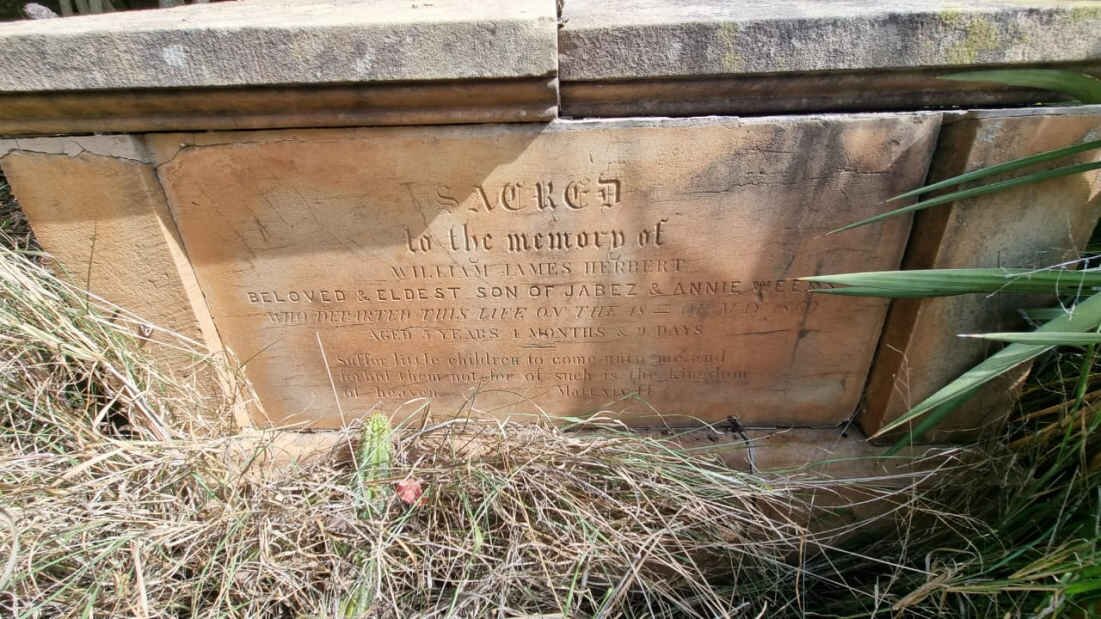 SACRED
to the memory of
WILLIAM JAMES HERBERT
BELOVED & ELDEST SON OF JABEZ & ANNIE
WHO DEPARTED THIS LIFE ON THE
AGED YEARS MONTHS & 9 DAYS
Suffer little children to come unto me and
forbid them not for of such is the kingdom
of heaven